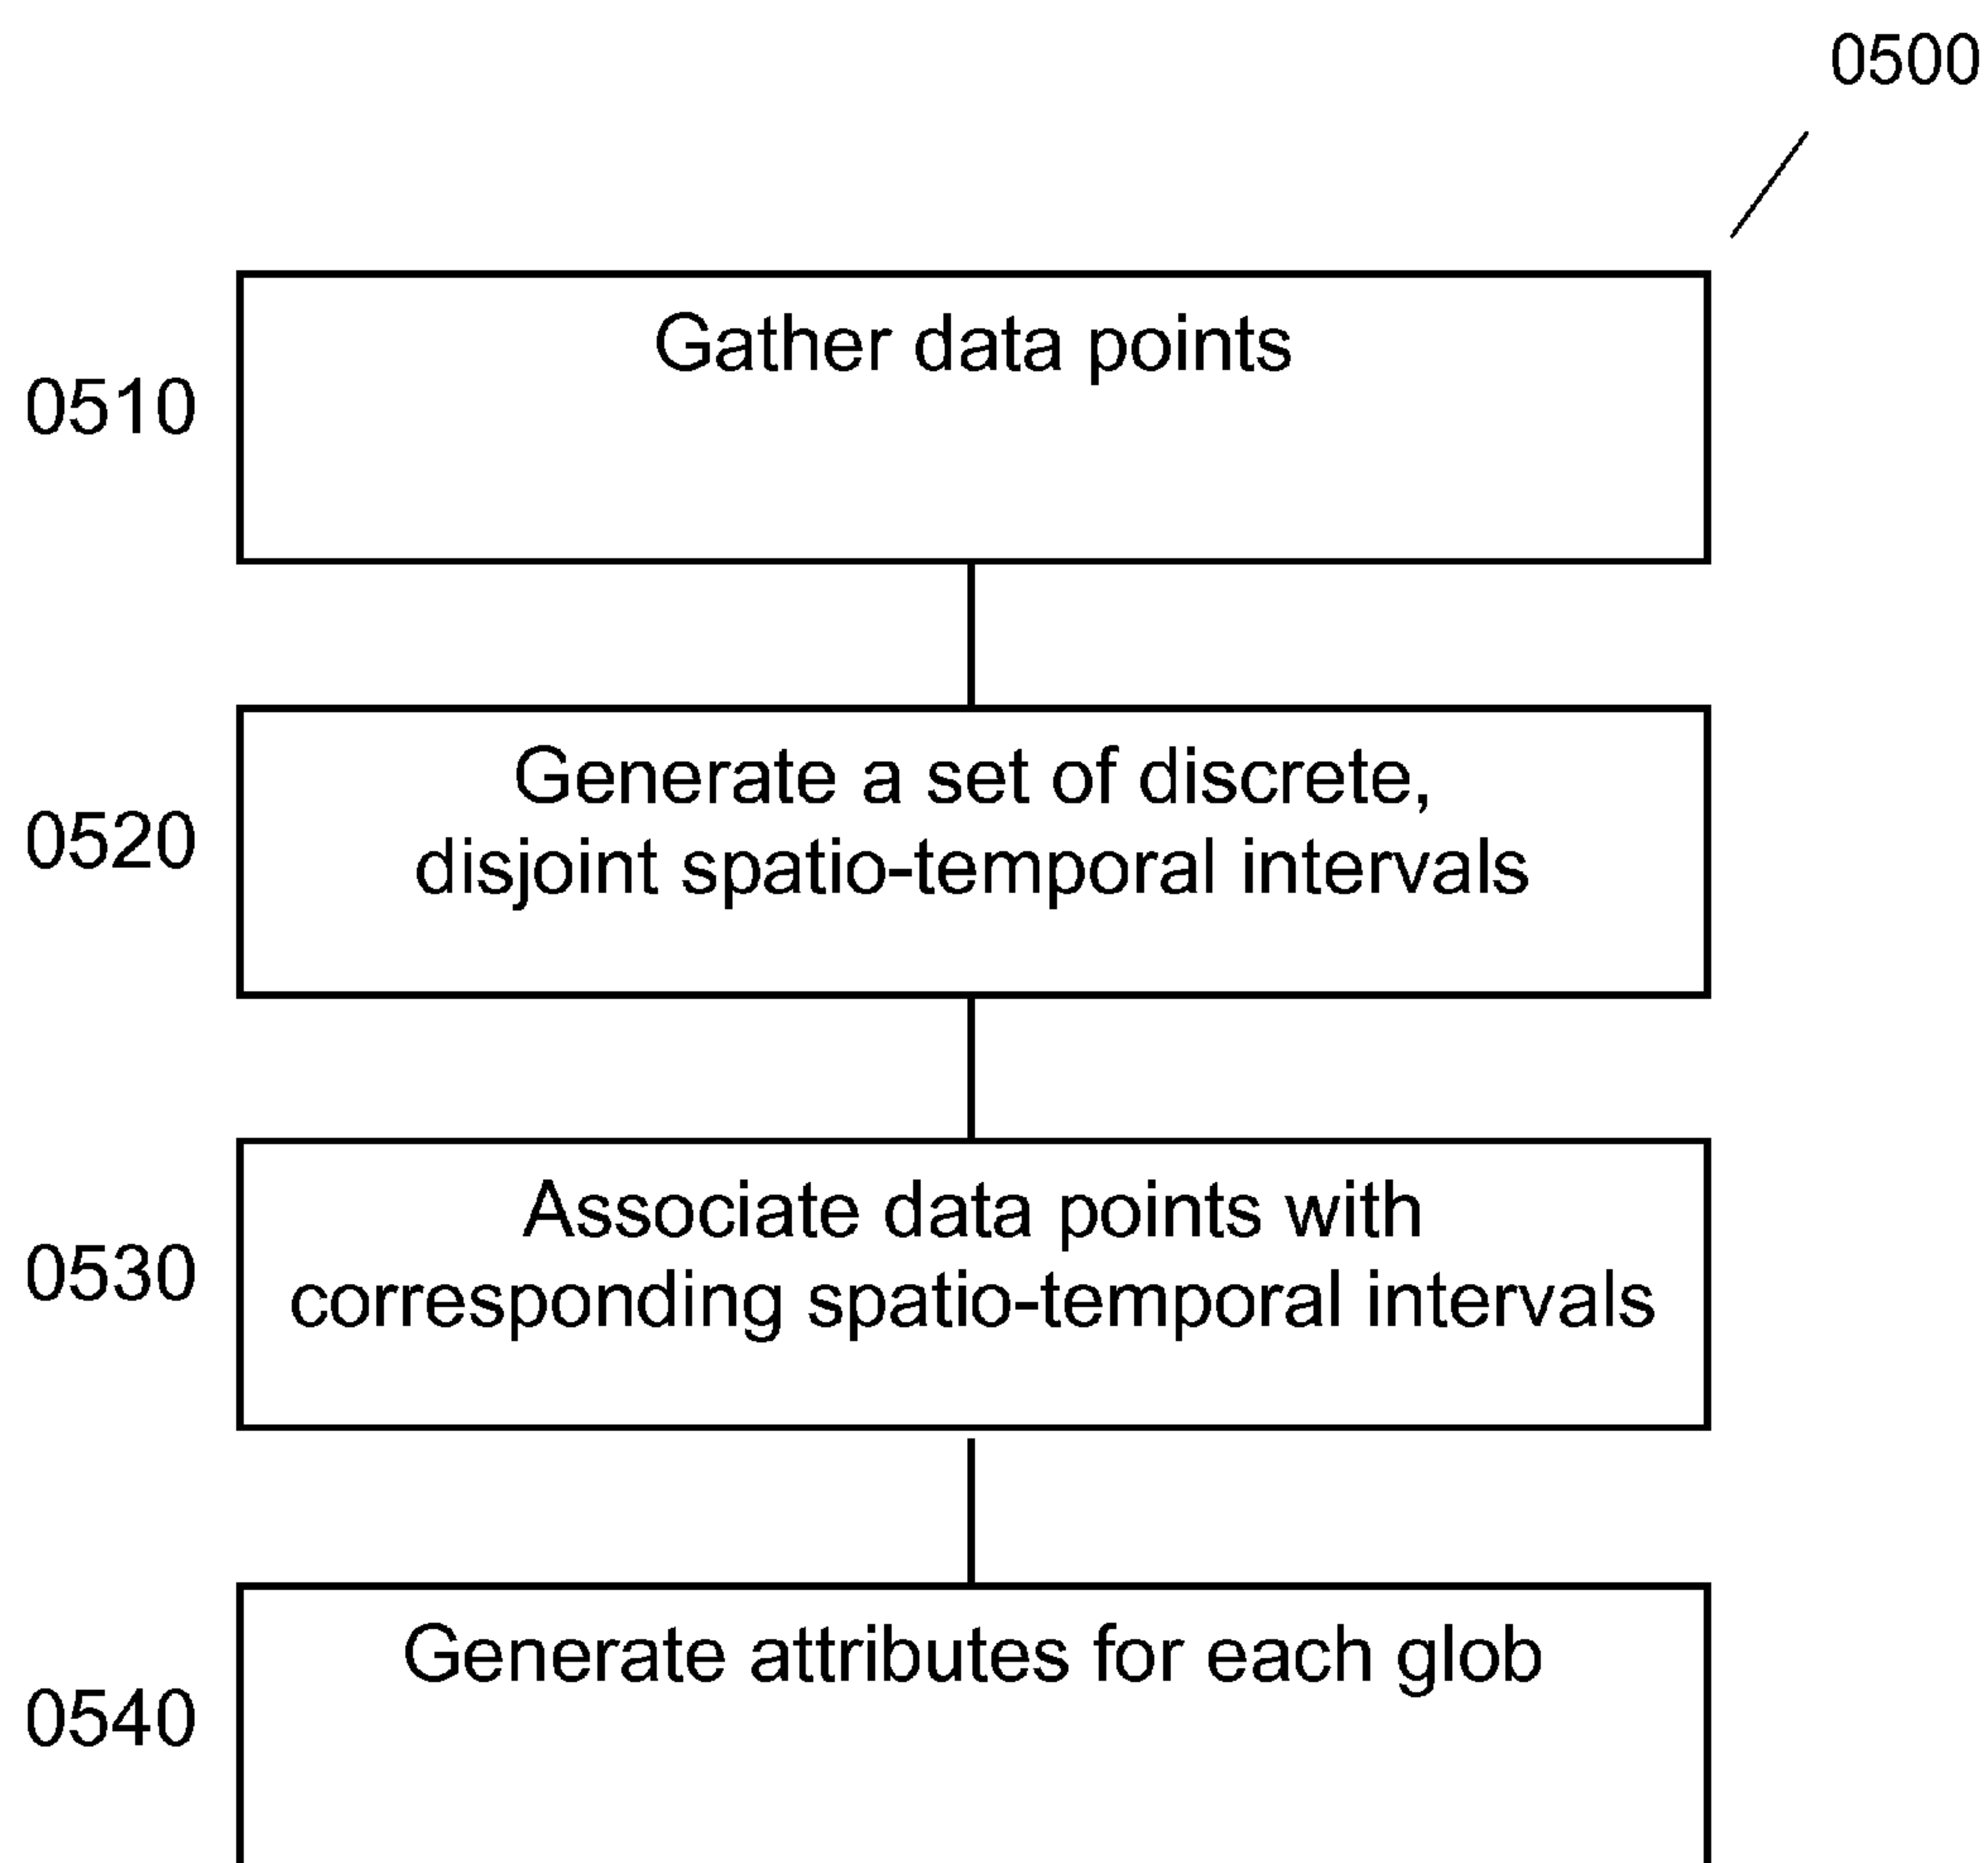 0500
Gather data points
0510
Generate a set of discrete,
disjoint spatio-temporal intervals
0520
Associate data points with
corresponding spatio-temporal intervals
0530
Generate attributes for each glob
0540